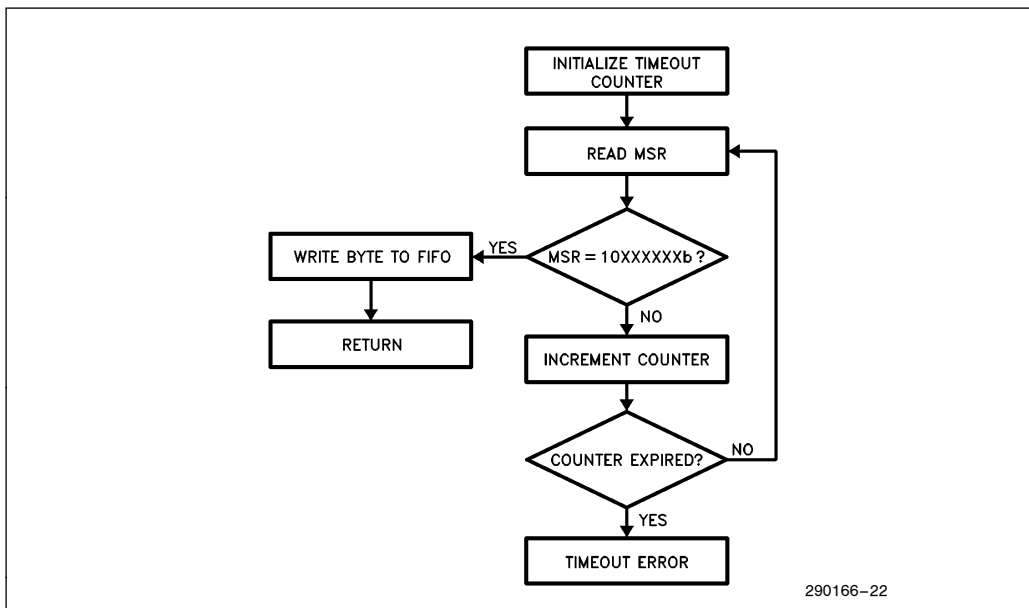 INITIALIZE TIMEOUT
COUNTER
READ MSR
MSR = 10XXXXXXb ?
YES
WRITE BYTE TO FIFO
RETURN
NO
INCREMENT COUNTER
COUNTER EXPIRED?
NO
YES
TIMEOUT ERROR
290166-22